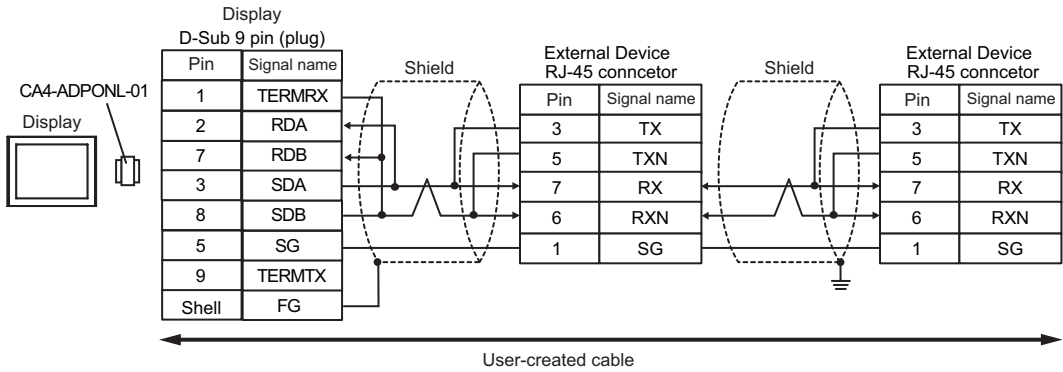 Display
D-Sub 9 pin (plug)
Pin Signal name
1 TERMRX
2 RDA
7 RDB
3 SDA
8 SDB
5 SG
9 TERMTX
Shell FG
CA4-ADPONL-01
Display
Shield
External Device
RJ-45 conncetor
Pin Signal name
3 TX
5 TXN
7 RX
6 RXN
1 SG
Shield
External Device
RJ-45 conncetor
Pin Signal name
3 TX
5 TXN
7 RX
6 RXN
1 SG
User-created cable